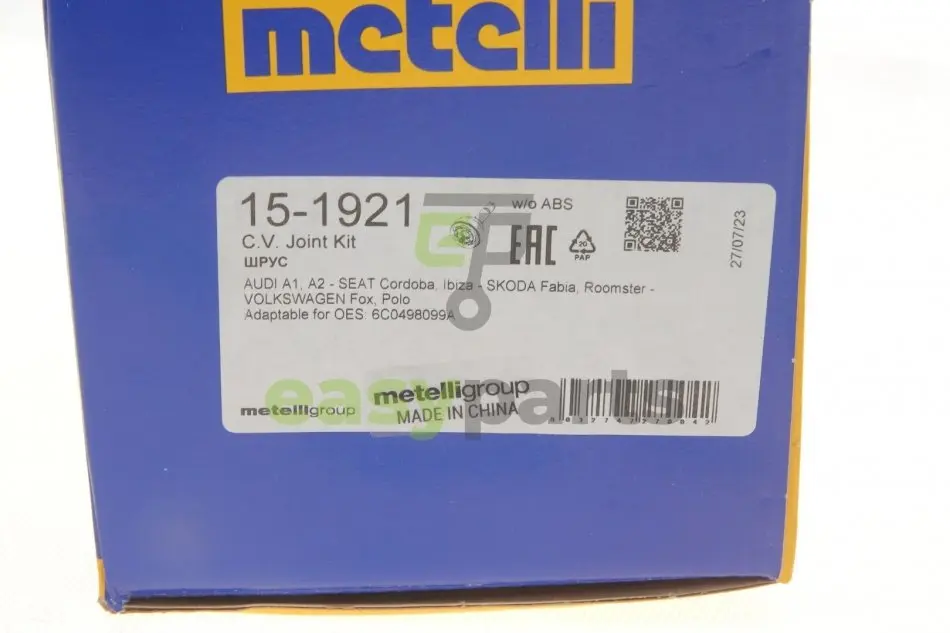 metelli
15-1921
w/o ABS
C.V. Joint Kit
ШРУС
EAC
20
PAP
27/07/23
AUDI A1, A2 - SEAT Cordoba, Ibiza - SKODA Fabia, Roomster -
VOLKSWAGEN Fox, Polo
Adaptable for OES: 6C0498099A
easyparts
metelligroup
metelligroup
MADE IN CHINA